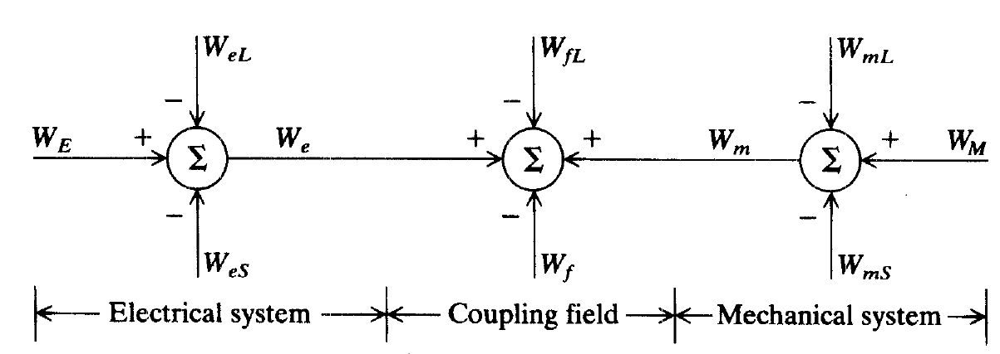 W_eL W_fL W_mL
− − −
W_E + W_e + + W_m + W_M
Σ Σ Σ
− − −
W_eS W_f W_mS
Electrical system Coupling field Mechanical system